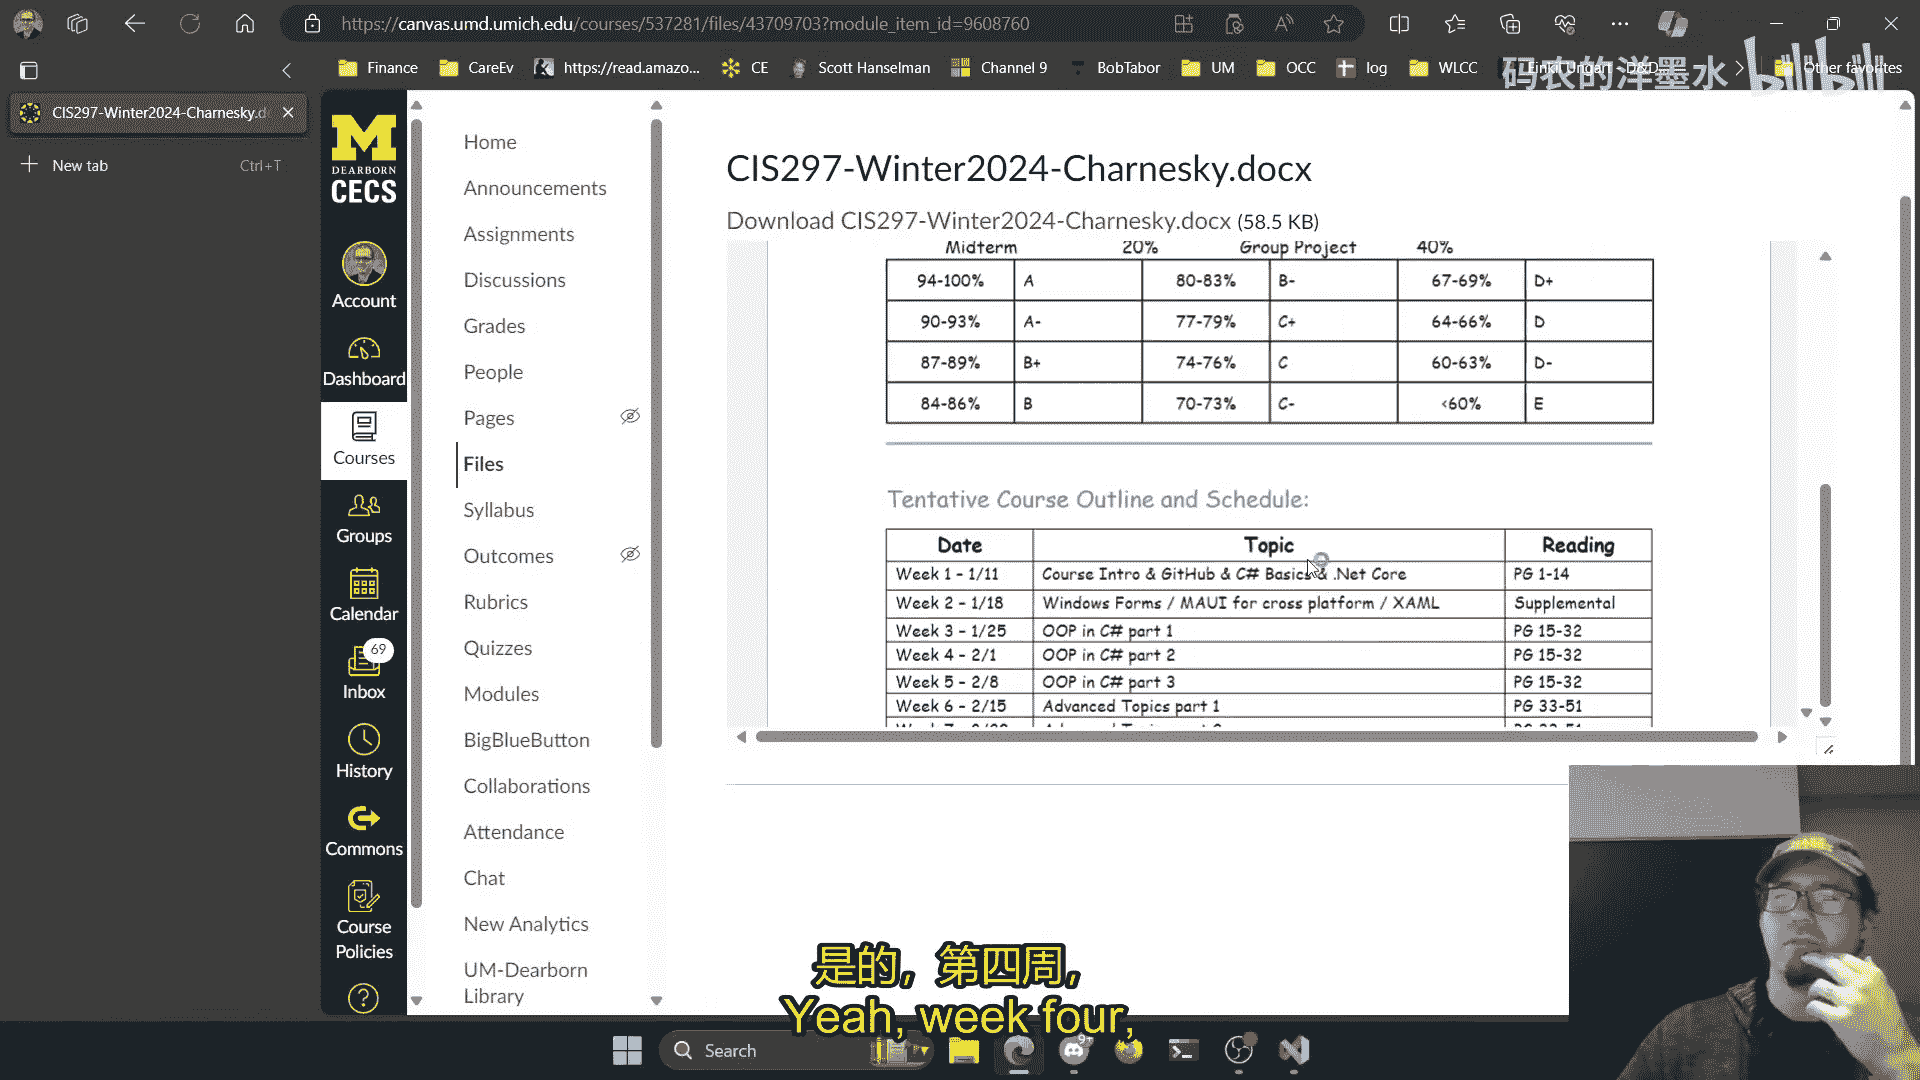 https://canvas.umd.umich.edu/courses/537281/files/43709703?module_item_id=9608760
Finance
CareEv
https://read.amazo...
CE
Scott Hanselman
Channel 9
BobTabor
UM
OCC
log
WLCC
Other favorites
码农的洋墨水
bilibili
CIS297-Winter2024-Charnesky.d
New tab
Ctrl+T
M
DEARBORN
CECS
Account
Dashboard
Courses
Groups
Calendar
69
Inbox
History
Commons
Course
Policies
Home
Announcements
Assignments
Discussions
Grades
People
Pages
Files
Syllabus
Outcomes
Rubrics
Quizzes
Modules
BigBlueButton
Collaborations
Attendance
Chat
New Analytics
UM-Dearborn
Library
CIS297-Winter2024-Charnesky.docx
Download CIS297-Winter2024-Charnesky.docx (58.5 KB)
Midterm 20% Group Project 40%
94-100% A 80-83% B- 67-69% D+
90-93% A- 77-79% C+ 64-66% D
87-89% B+ 74-76% C 60-63% D-
84-86% B 70-73% C- <60% E
Tentative Course Outline and Schedule:
Date Topic Reading
Week 1 - 1/11 Course Intro & GitHub & C# Basics & .Net Core PG 1-14
Week 2 - 1/18 Windows Forms / MAUI for cross platform / XAML Supplemental
Week 3 - 1/25 OOP in C# part 1 PG 15-32
Week 4 - 2/1 OOP in C# part 2 PG 15-32
Week 5 - 2/8 OOP in C# part 3 PG 15-32
Week 6 - 2/15 Advanced Topics part 1 PG 33-51
是的，第四周，
Yeah, week four,
Search
9+